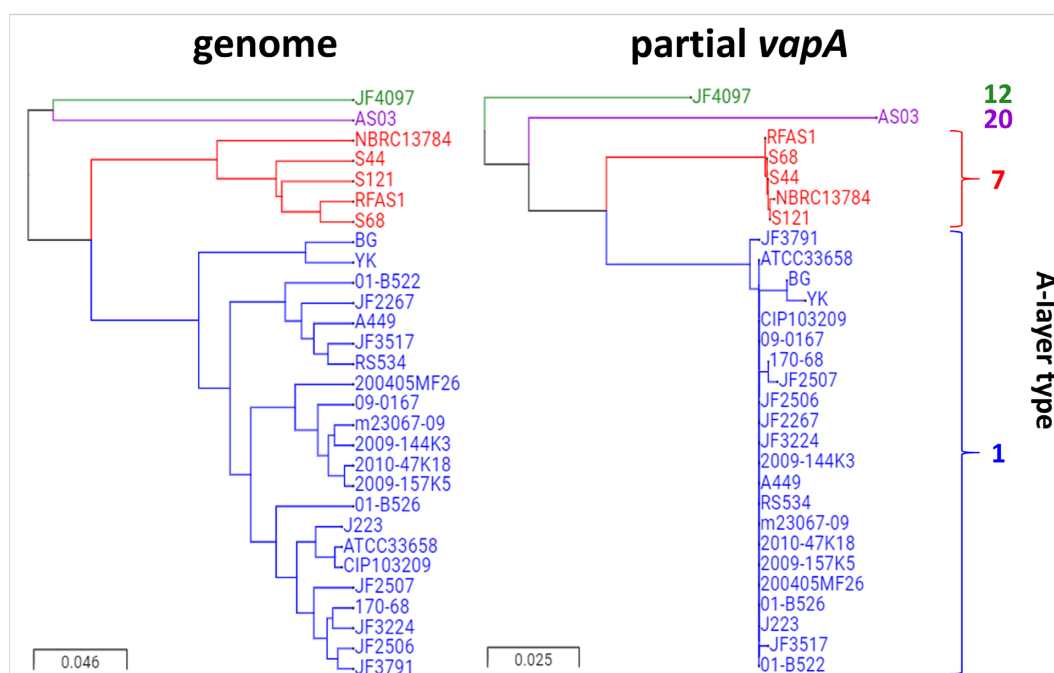 genome
JF4097
AS03
NBRC13784
S44
S121
RFAS1
S68
BG
YK
01-B522
JF2267
A449
JF3517
RS534
200405MF26
09-0167
m23067-09
2009-144K3
2010-47K18
2009-157K5
01-B526
J223
ATCC33658
CIP103209
JF2507
170-68
JF3224
JF2506
JF3791
0.046
partial vapA
JF4097
AS03
RFAS1
S68
S44
NBRC13784
S121
JF3791
ATCC33658
BG
YK
CIP103209
09-0167
170-68
JF2507
JF2506
JF2267
JF3224
2009-144K3
A449
RS534
m23067-09
2010-47K18
2009-157K5
200405MF26
01-B526
J223
JF3517
01-B522
0.025
12
20
7
1
A-layer type